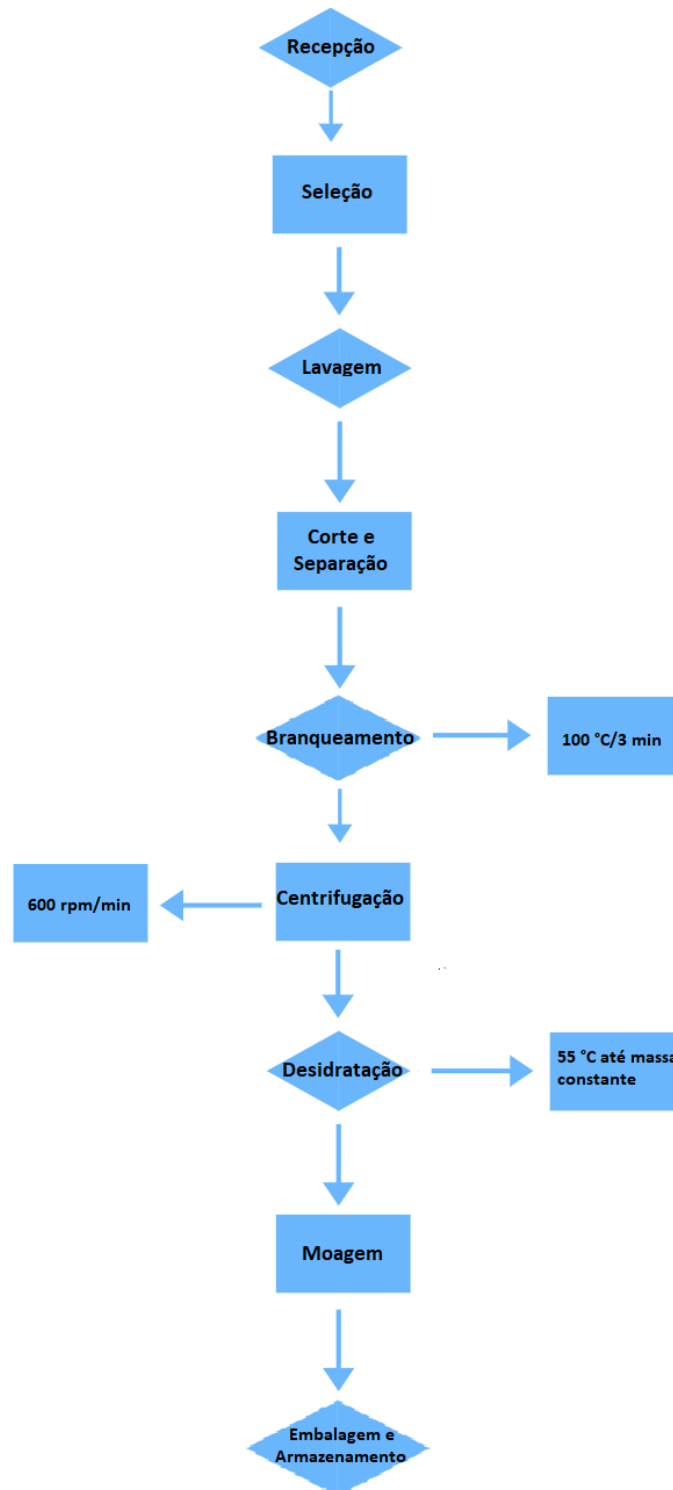 Recepção
Seleção
Lavagem
Corte e
Separação
Branqueamento
100 °C/3 min
Centrifugação
600 rpm/min
Desidratação
55 °C até massa
constante
Moagem
Embalagem e
Armazenamento